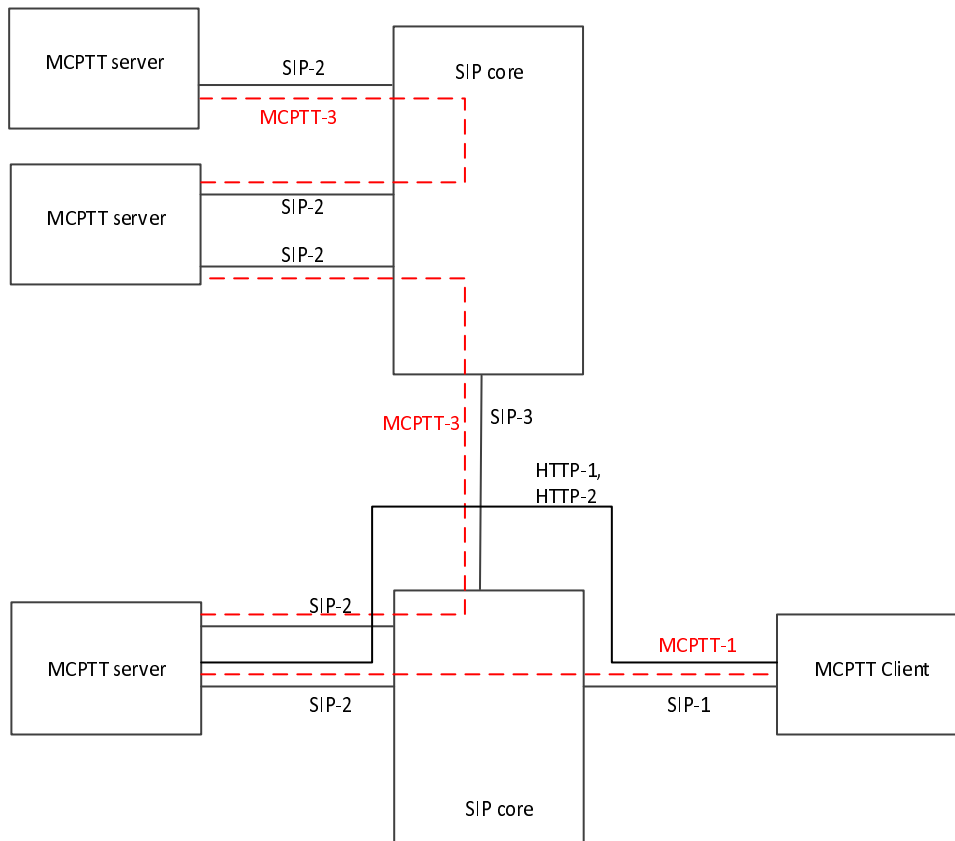 MCPTT server
SIP-2
SIP core
MCPTT-3
MCPTT server
SIP-2
SIP-2
MCPTT-3
SIP-3
HTTP-1,
HTTP-2
SIP-2
MCPTT-1
MCPTT server
MCPTT Client
SIP-2
SIP-1
SIP core